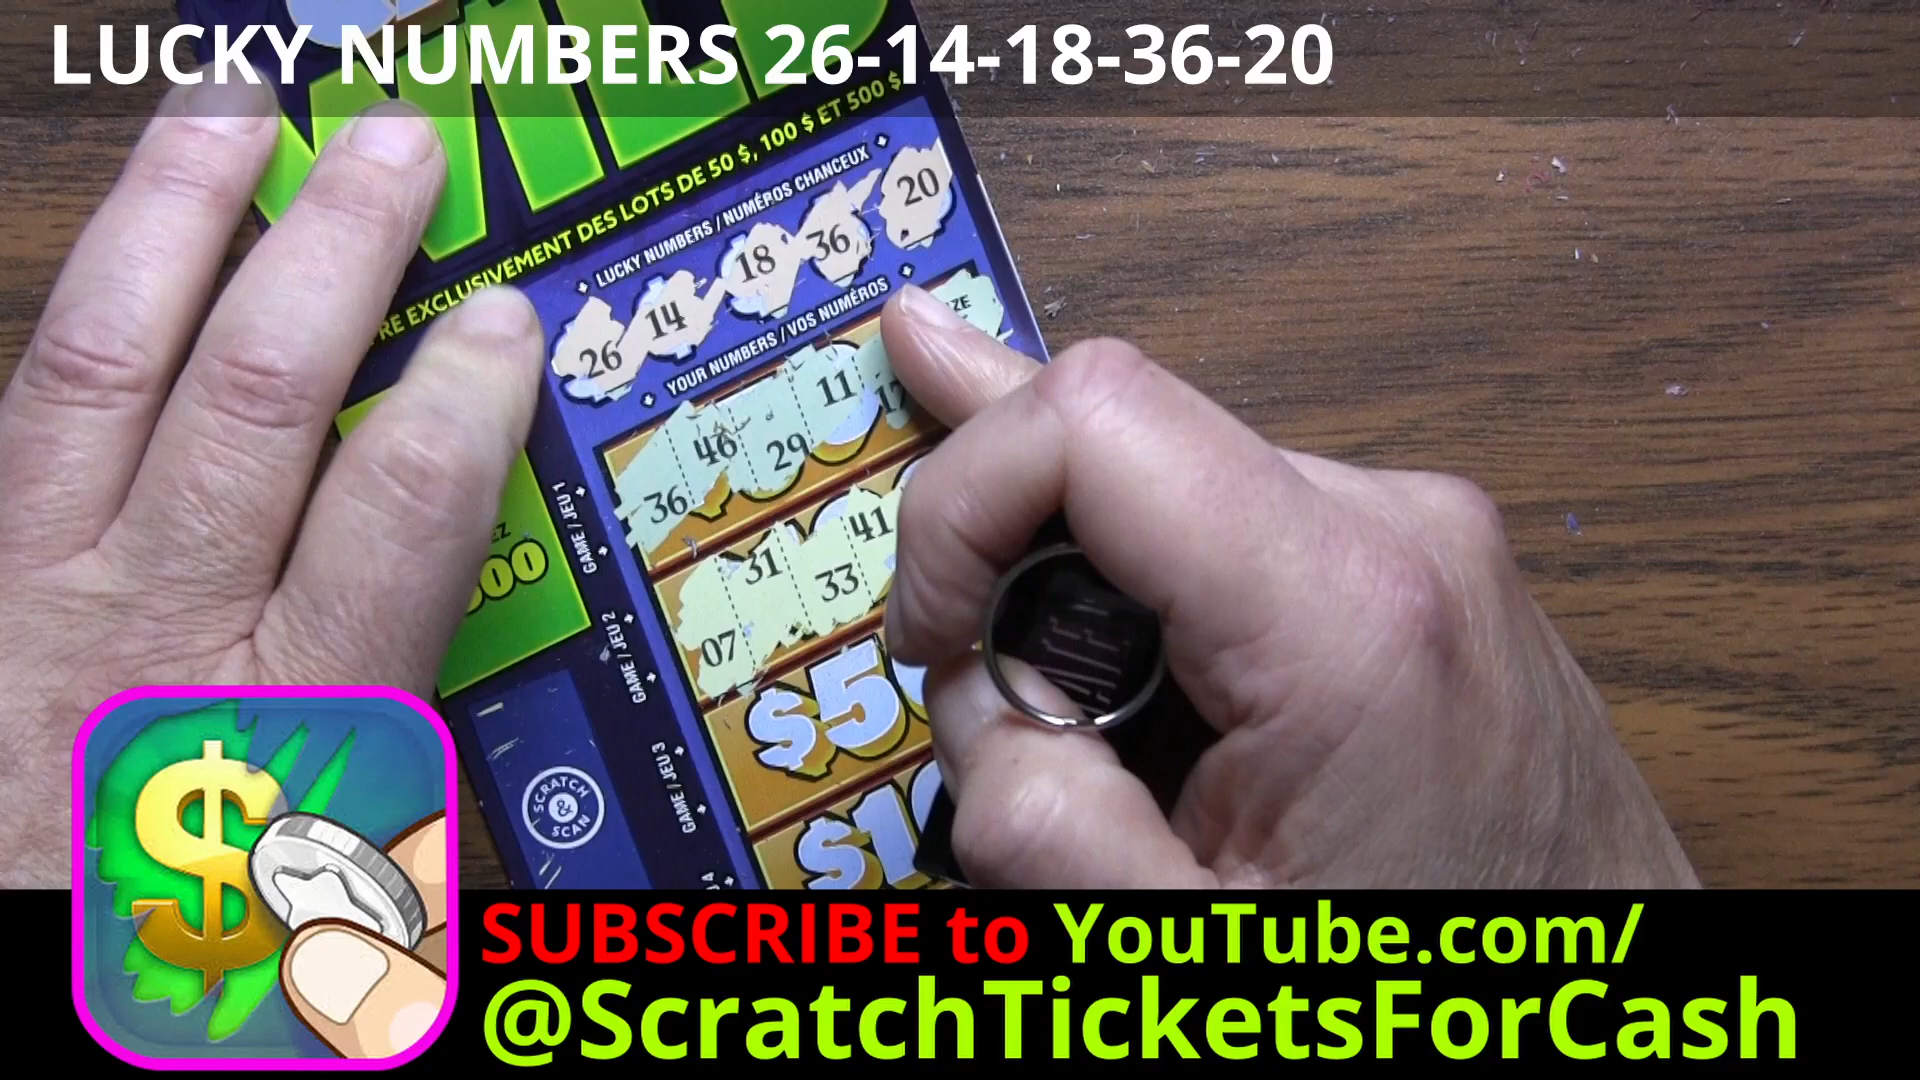 LUCKY NUMBERS 26-14-18-36-20
WILD
EXCLUSIVEMENT DES LOTS DE 50 $, 100 $ ET 500 $
LUCKY NUMBERS / NUMÉROS CHANCEUX
26 14 18 36 20
YOUR NUMBERS / VOS NUMÉROS
GAME / JEU 1
36 46 29 11
GAME / JEU 2
07 31 33 41
GAME / JEU 3
SCRATCH & SCAN
$
SUBSCRIBE to YouTube.com/
@ScratchTicketsForCash